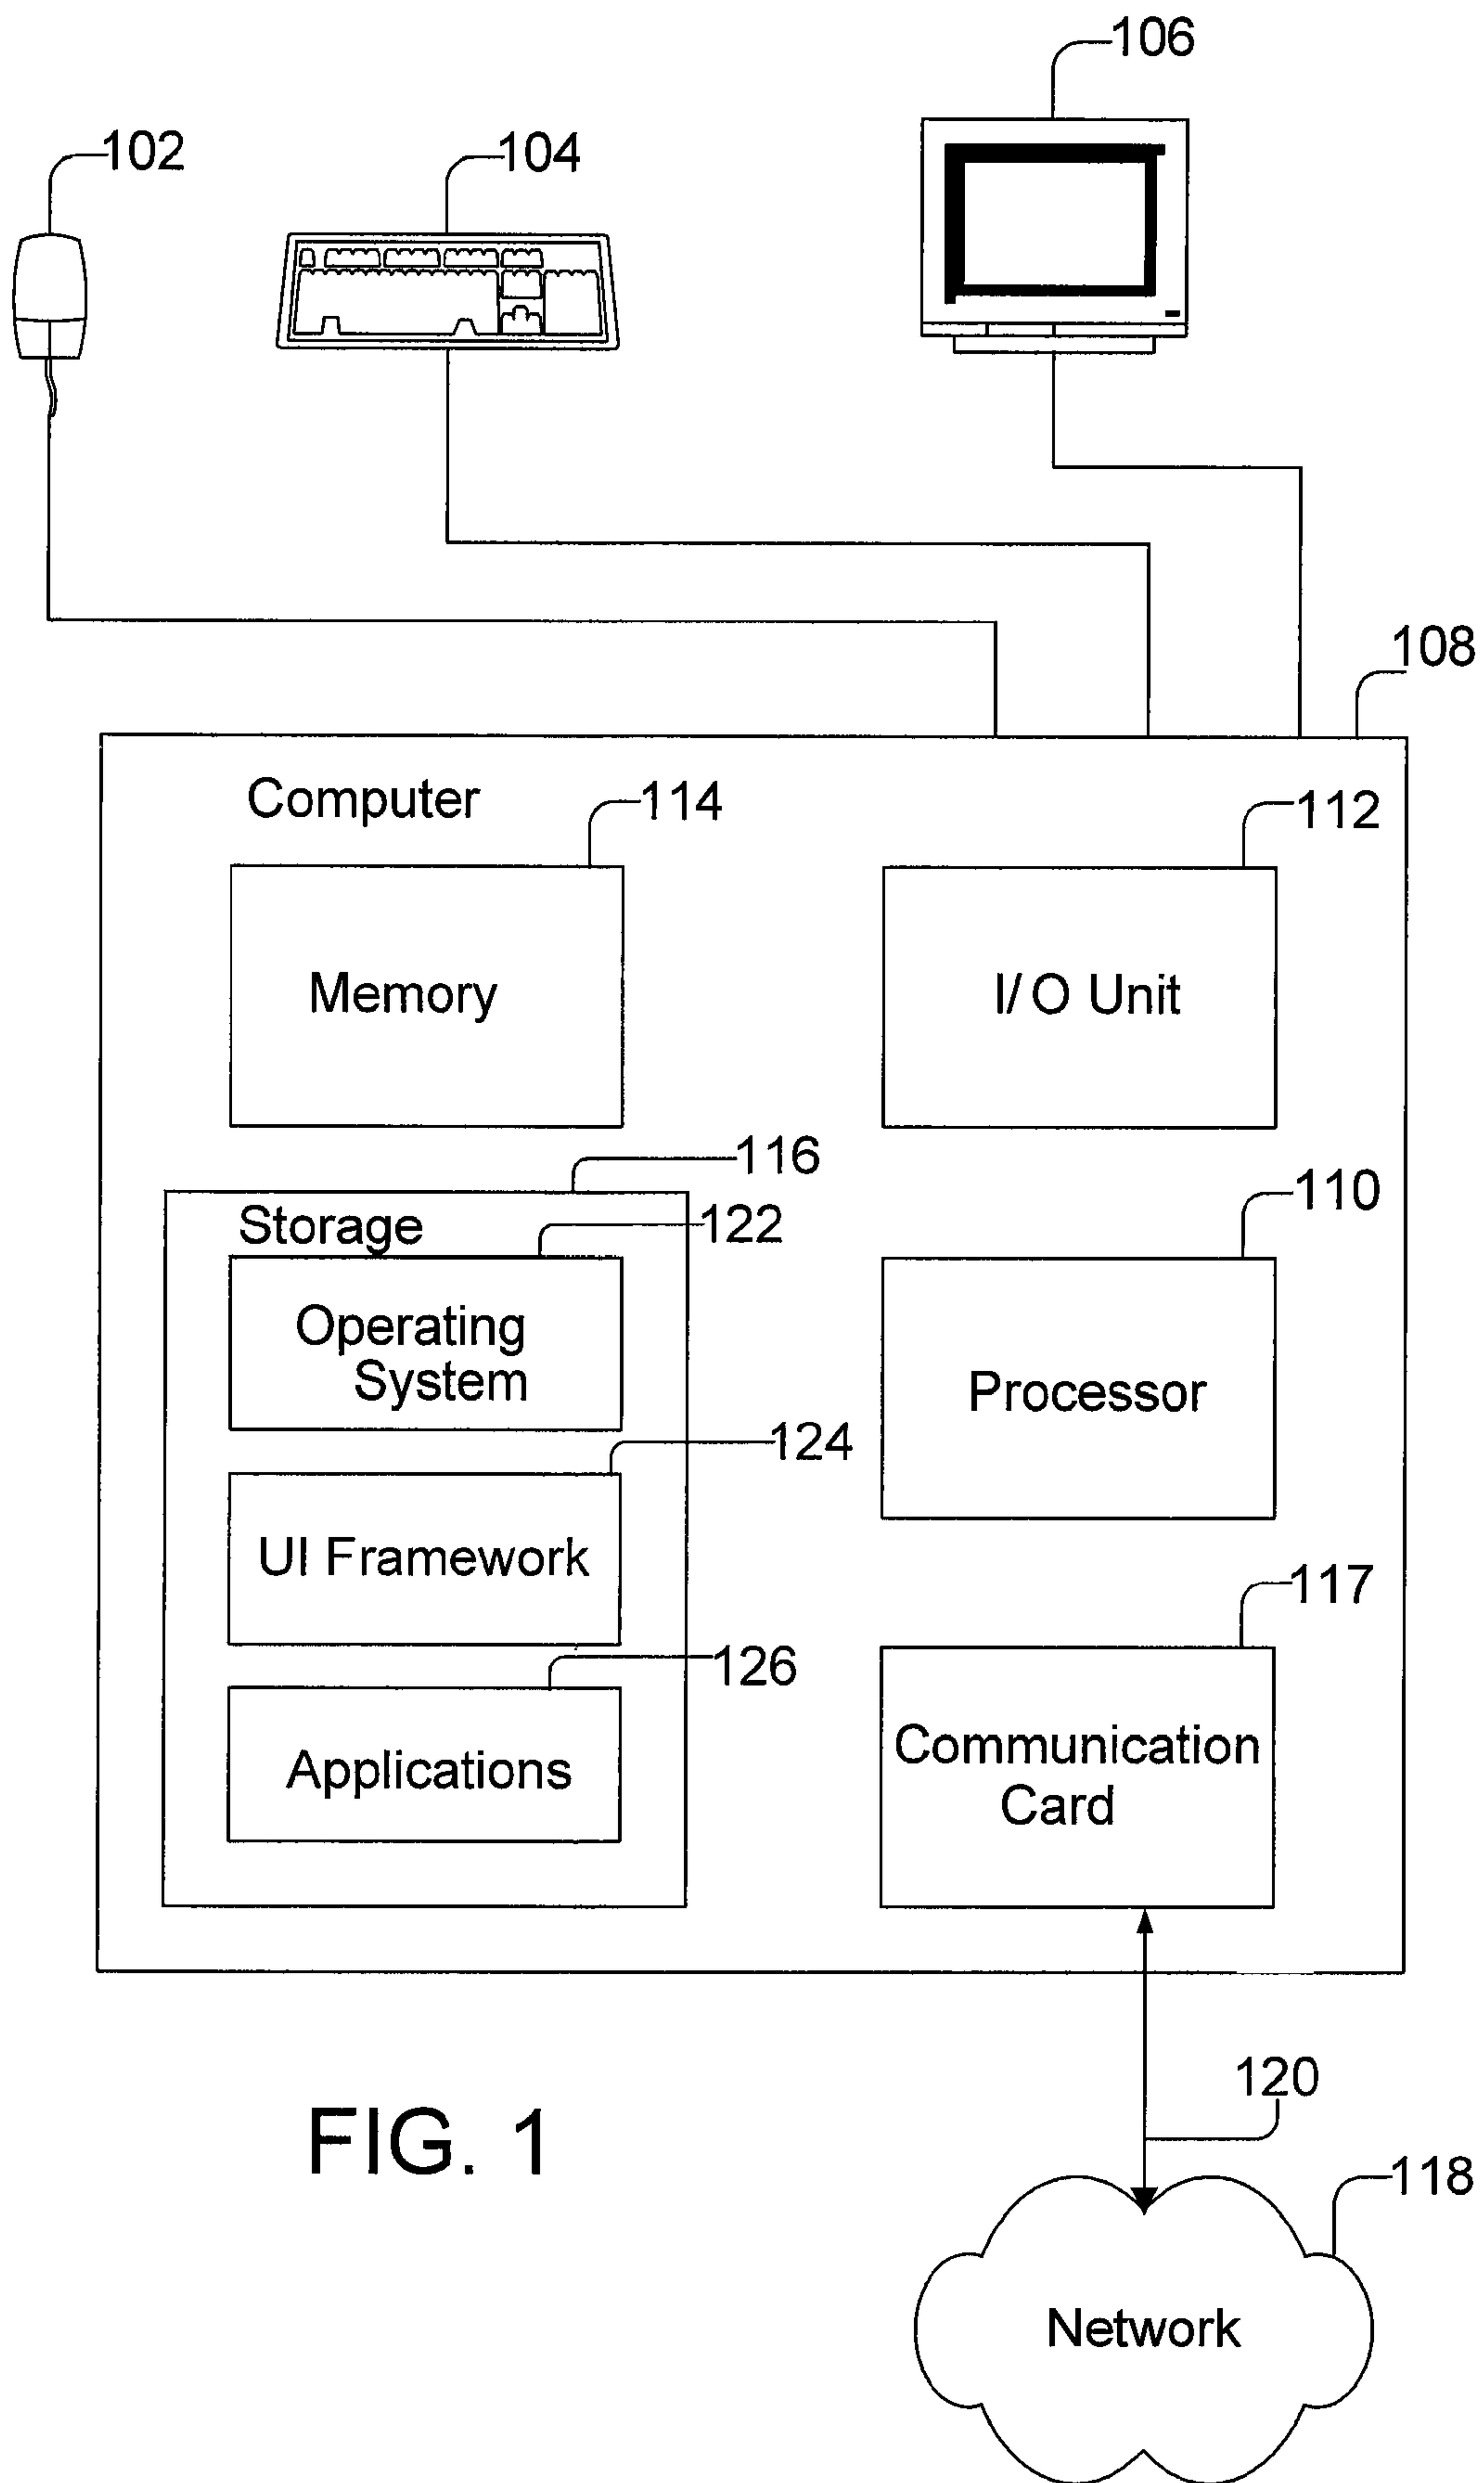 106
102
104
108
Computer
114
112
Memory
I/O Unit
116
110
Storage
122
Operating
System
Processor
124
UI Framework
117
126
Communication
Card
Applications
120
FIG. 1
118
Network